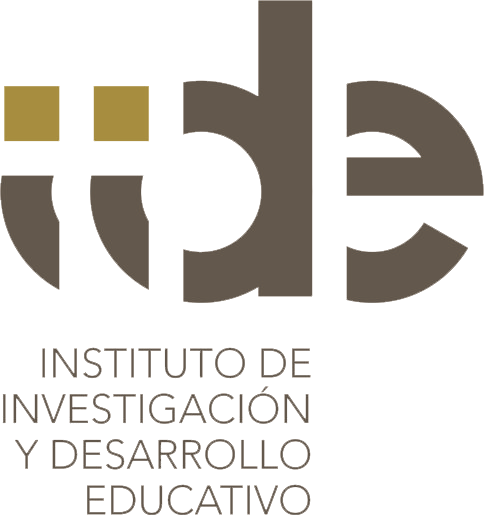 iide
INSTITUTO DE
INVESTIGACIÓN
Y DESARROLLO
EDUCATIVO